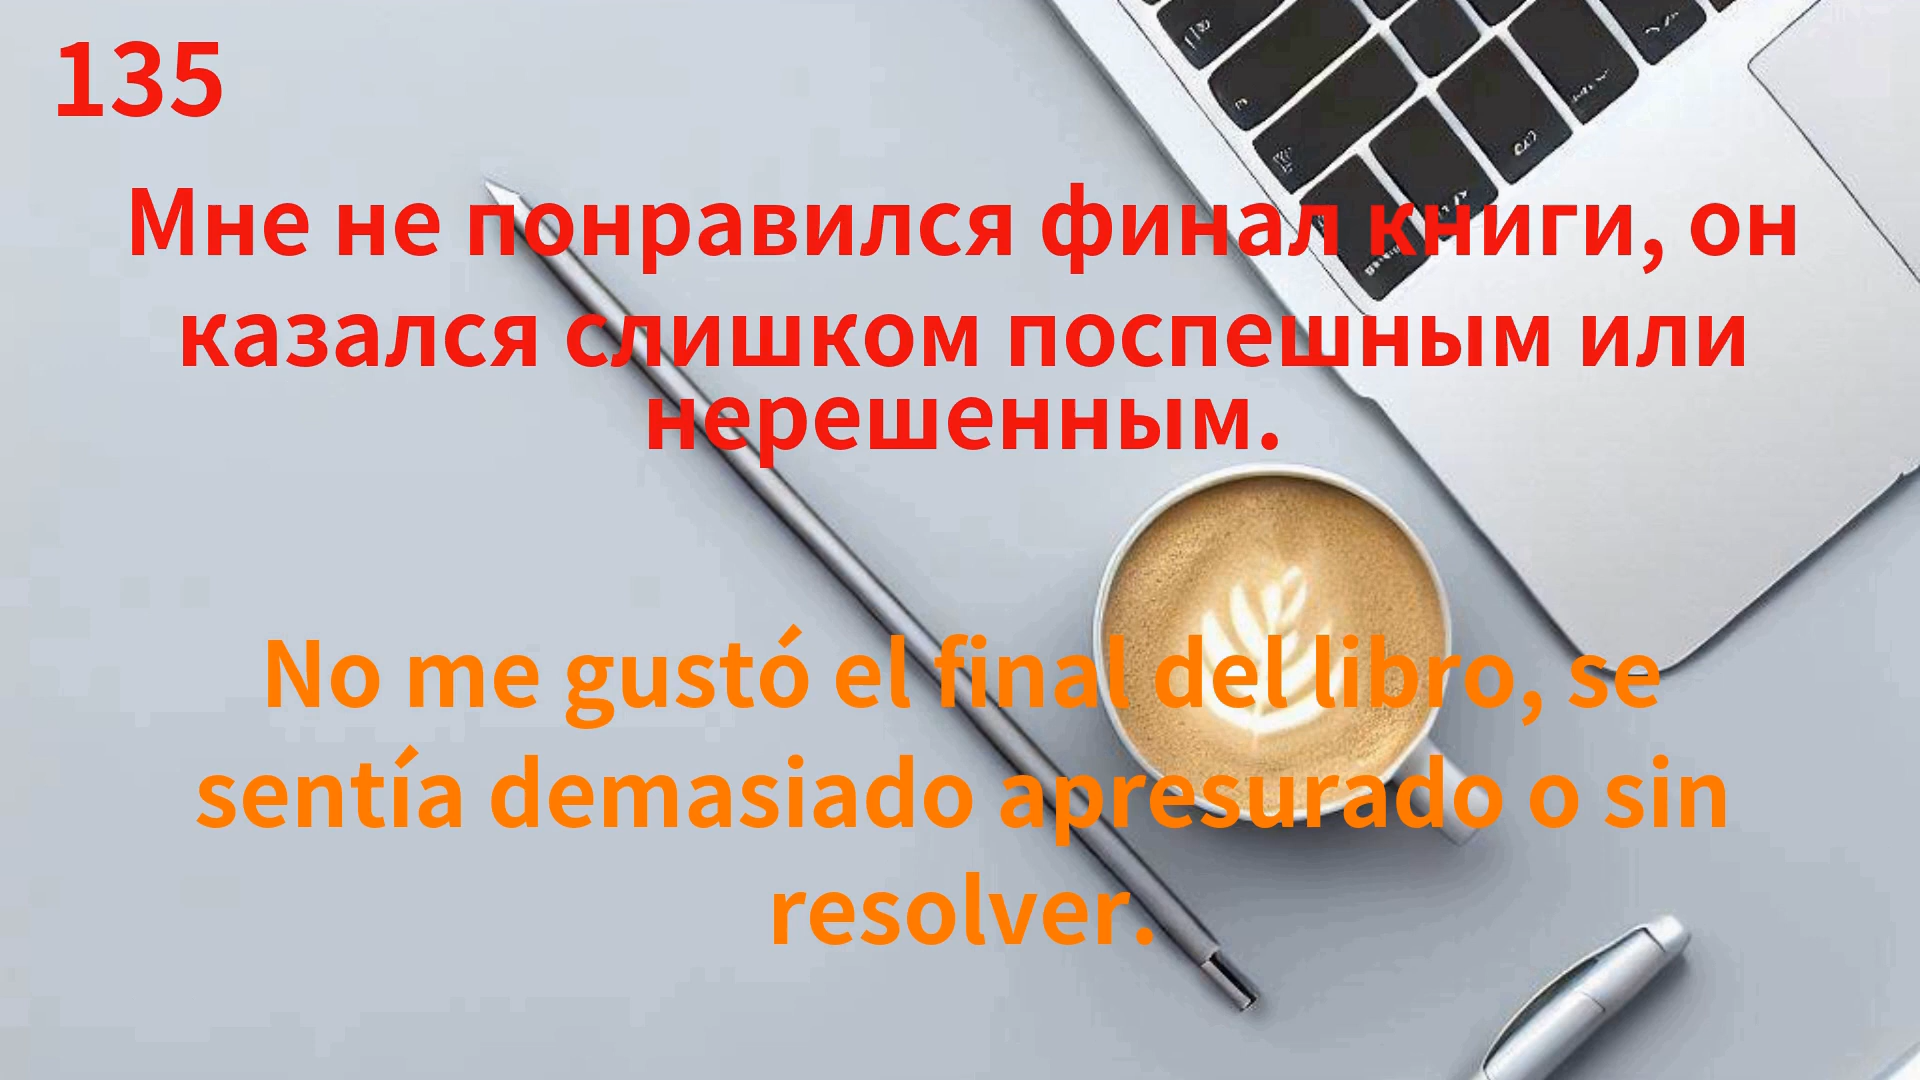 135
Мне не понравился финал книги, он
казался слишком поспешным или
нерешенным.
No me gustó el final del libro, se
sentía demasiado apresurado o sin
resolver.